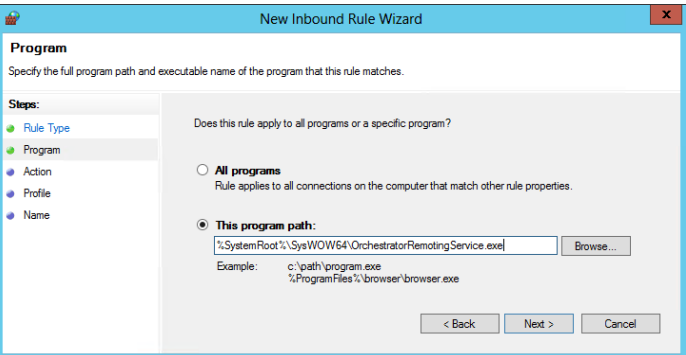 New Inbound Rule Wizard
x
Program
Specify the full program path and executable name of the program that this rule matches.
Steps:
Rule Type
Program
Action
Profile
Name
Does this rule apply to all programs or a specific program?
All programs
Rule applies to all connections on the computer that match other rule properties.
This program path:
%SystemRoot%\SysWOW64\OrchestratorRemotingService.exe
Browse...
Example: c:\path\program.exe
%ProgramFiles%\browser\browser.exe
< Back Next > Cancel